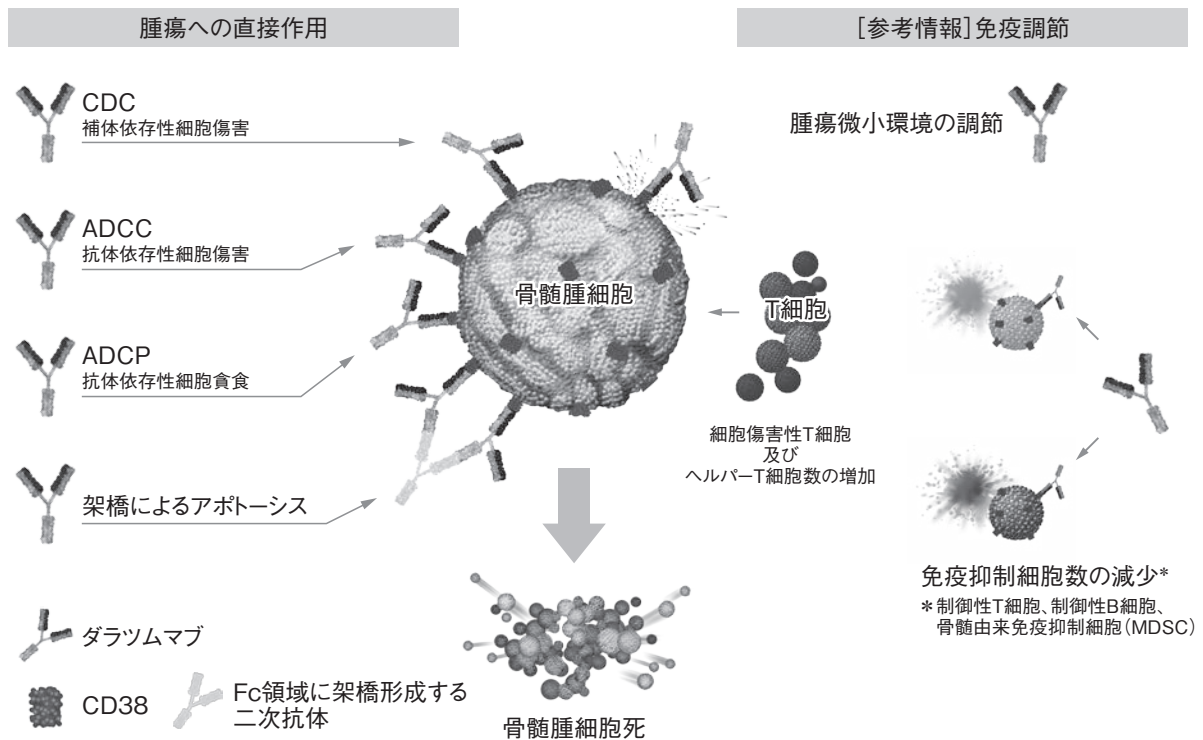 腫瘍への直接作用
CDC
補体依存性細胞傷害
ADCC
抗体依存性細胞傷害
ADCP
抗体依存性細胞貪食
架橋によるアポトーシス
ダラツムマブ
CD38
Fc領域に架橋形成する
二次抗体
骨髄腫細胞
骨髄腫細胞死
[参考情報]免疫調節
腫瘍微小環境の調節
T細胞
細胞傷害性T細胞
及び
ヘルパーT細胞数の増加
免疫抑制細胞数の減少*
*制御性T細胞、制御性B細胞、
骨髄由来免疫抑制細胞(MDSC)